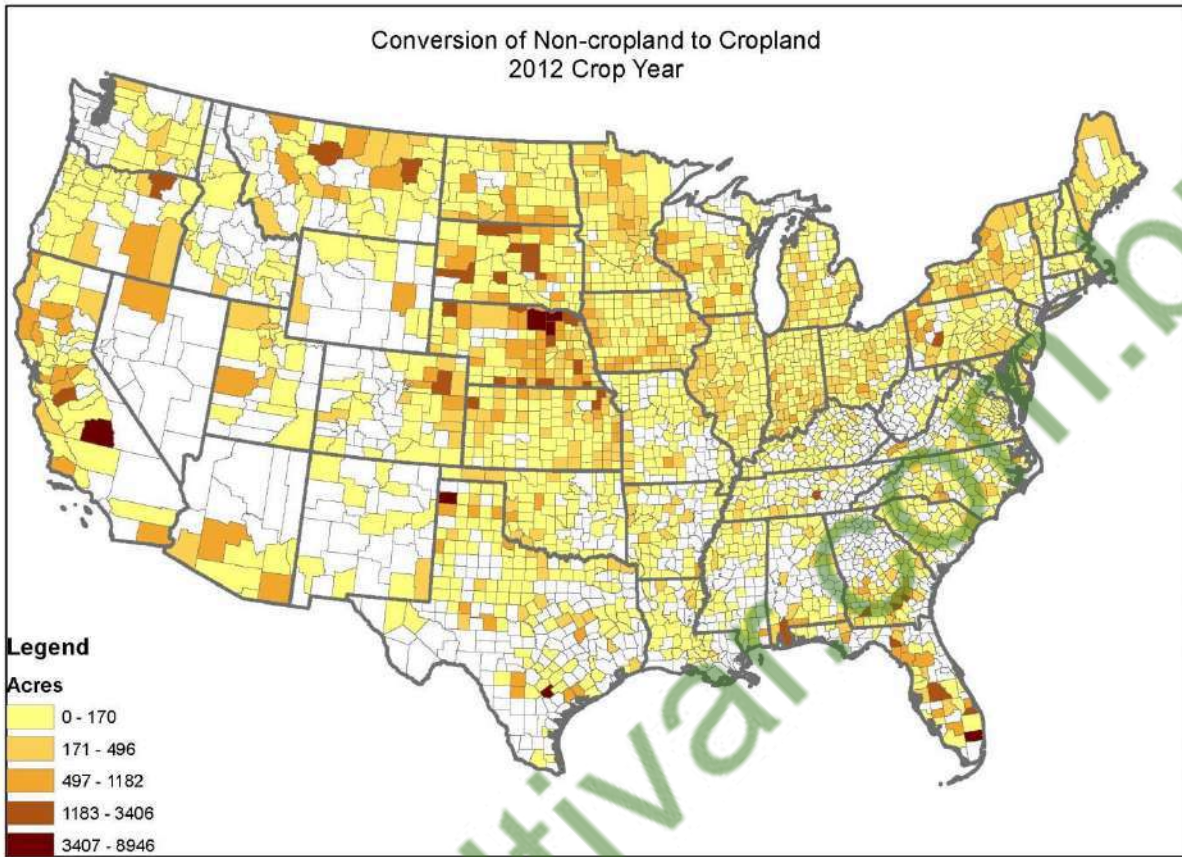 Conversion of Non-cropland to Cropland
2012 Crop Year
Legend
Acres
0 - 170
171 - 496
497 - 1182
1183 - 3406
3407 - 8946